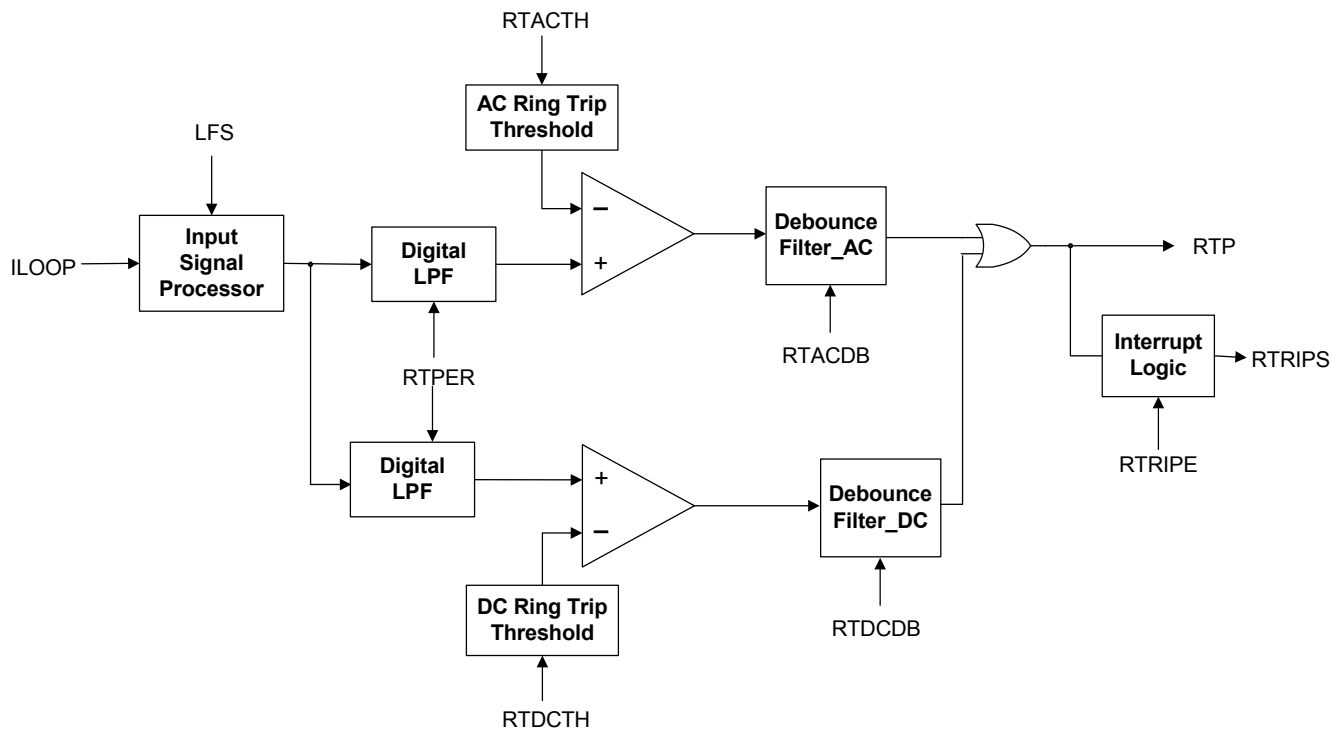 RTACTH
AC Ring Trip
Threshold
LFS
Input
Signal
Processor
ILOOP
Digital
LPF
−
+
Debounce
Filter_AC
RTP
RTPER
RTACDB
Interrupt
Logic
RTRIPS
RTRIPE
Digital
LPF
+
−
Debounce
Filter_DC
DC Ring Trip
Threshold
RTDCDB
RTDCTH